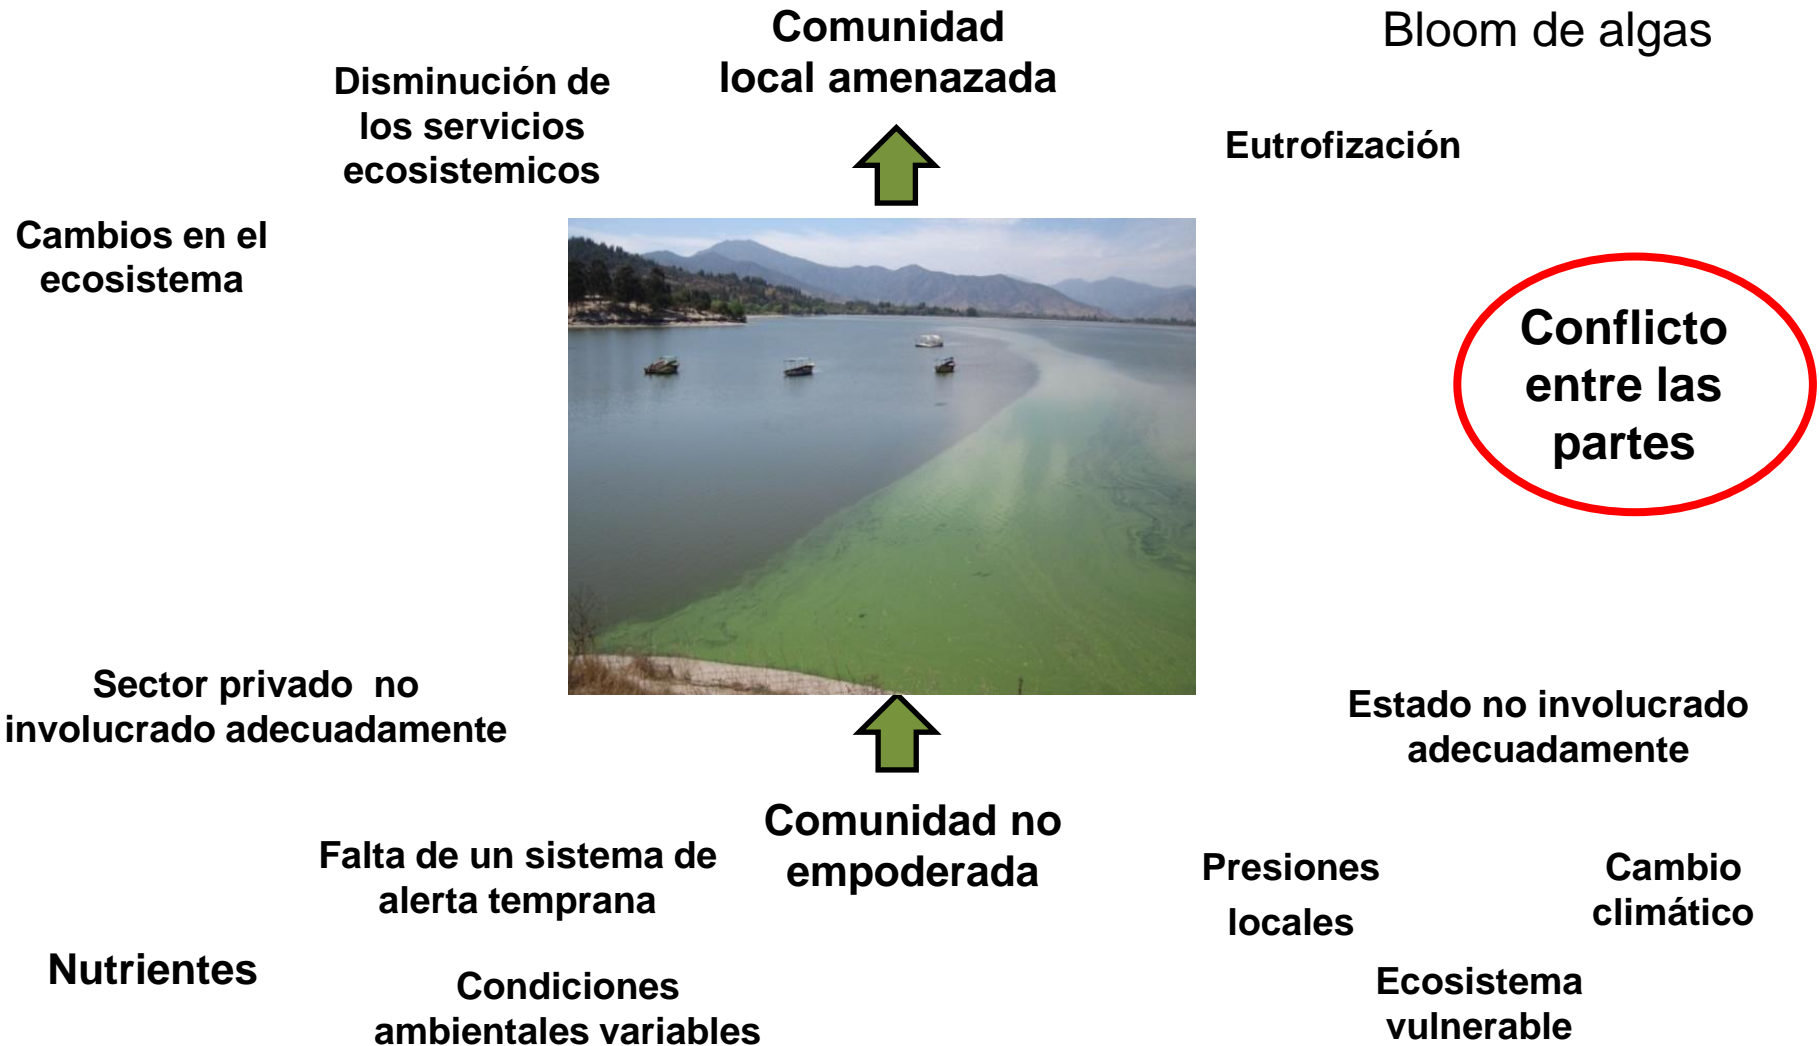 Comunidad
local amenazada
Bloom de algas
Disminución de
los servicios
ecosistemicos
Eutrofización
Cambios en el
ecosistema
Conflicto
entre las
partes
Sector privado no
involucrado adecuadamente
Estado no involucrado
adecuadamente
Comunidad no
empoderada
Falta de un sistema de
alerta temprana
Presiones
locales
Cambio
climático
Nutrientes
Condiciones
ambientales variables
Ecosistema
vulnerable